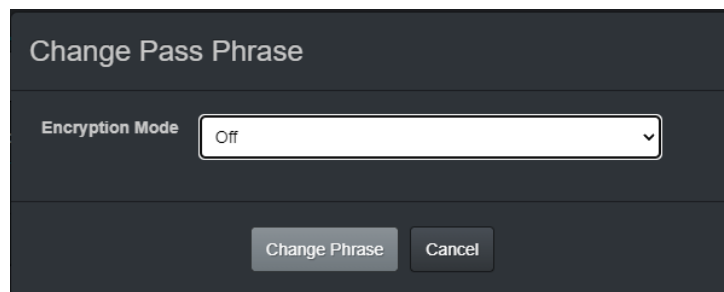 Change Pass Phrase
Encryption Mode
Off
Change Phrase
Cancel